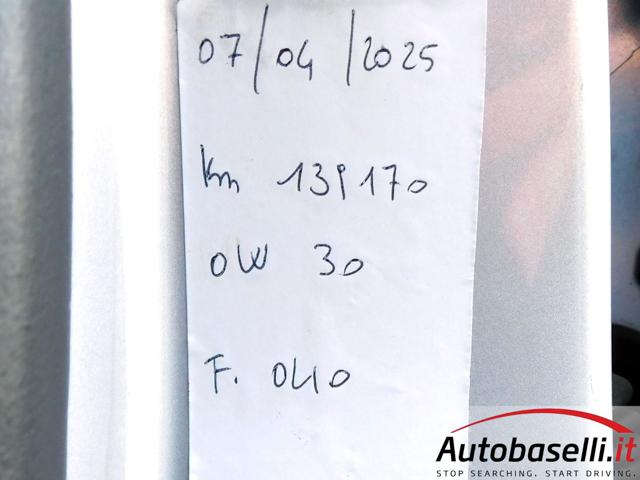 07/04/2025
Km 139170
0W 30
F. OLIO
Autobaselli.it
STOP SEARCHING. START DRIVING.